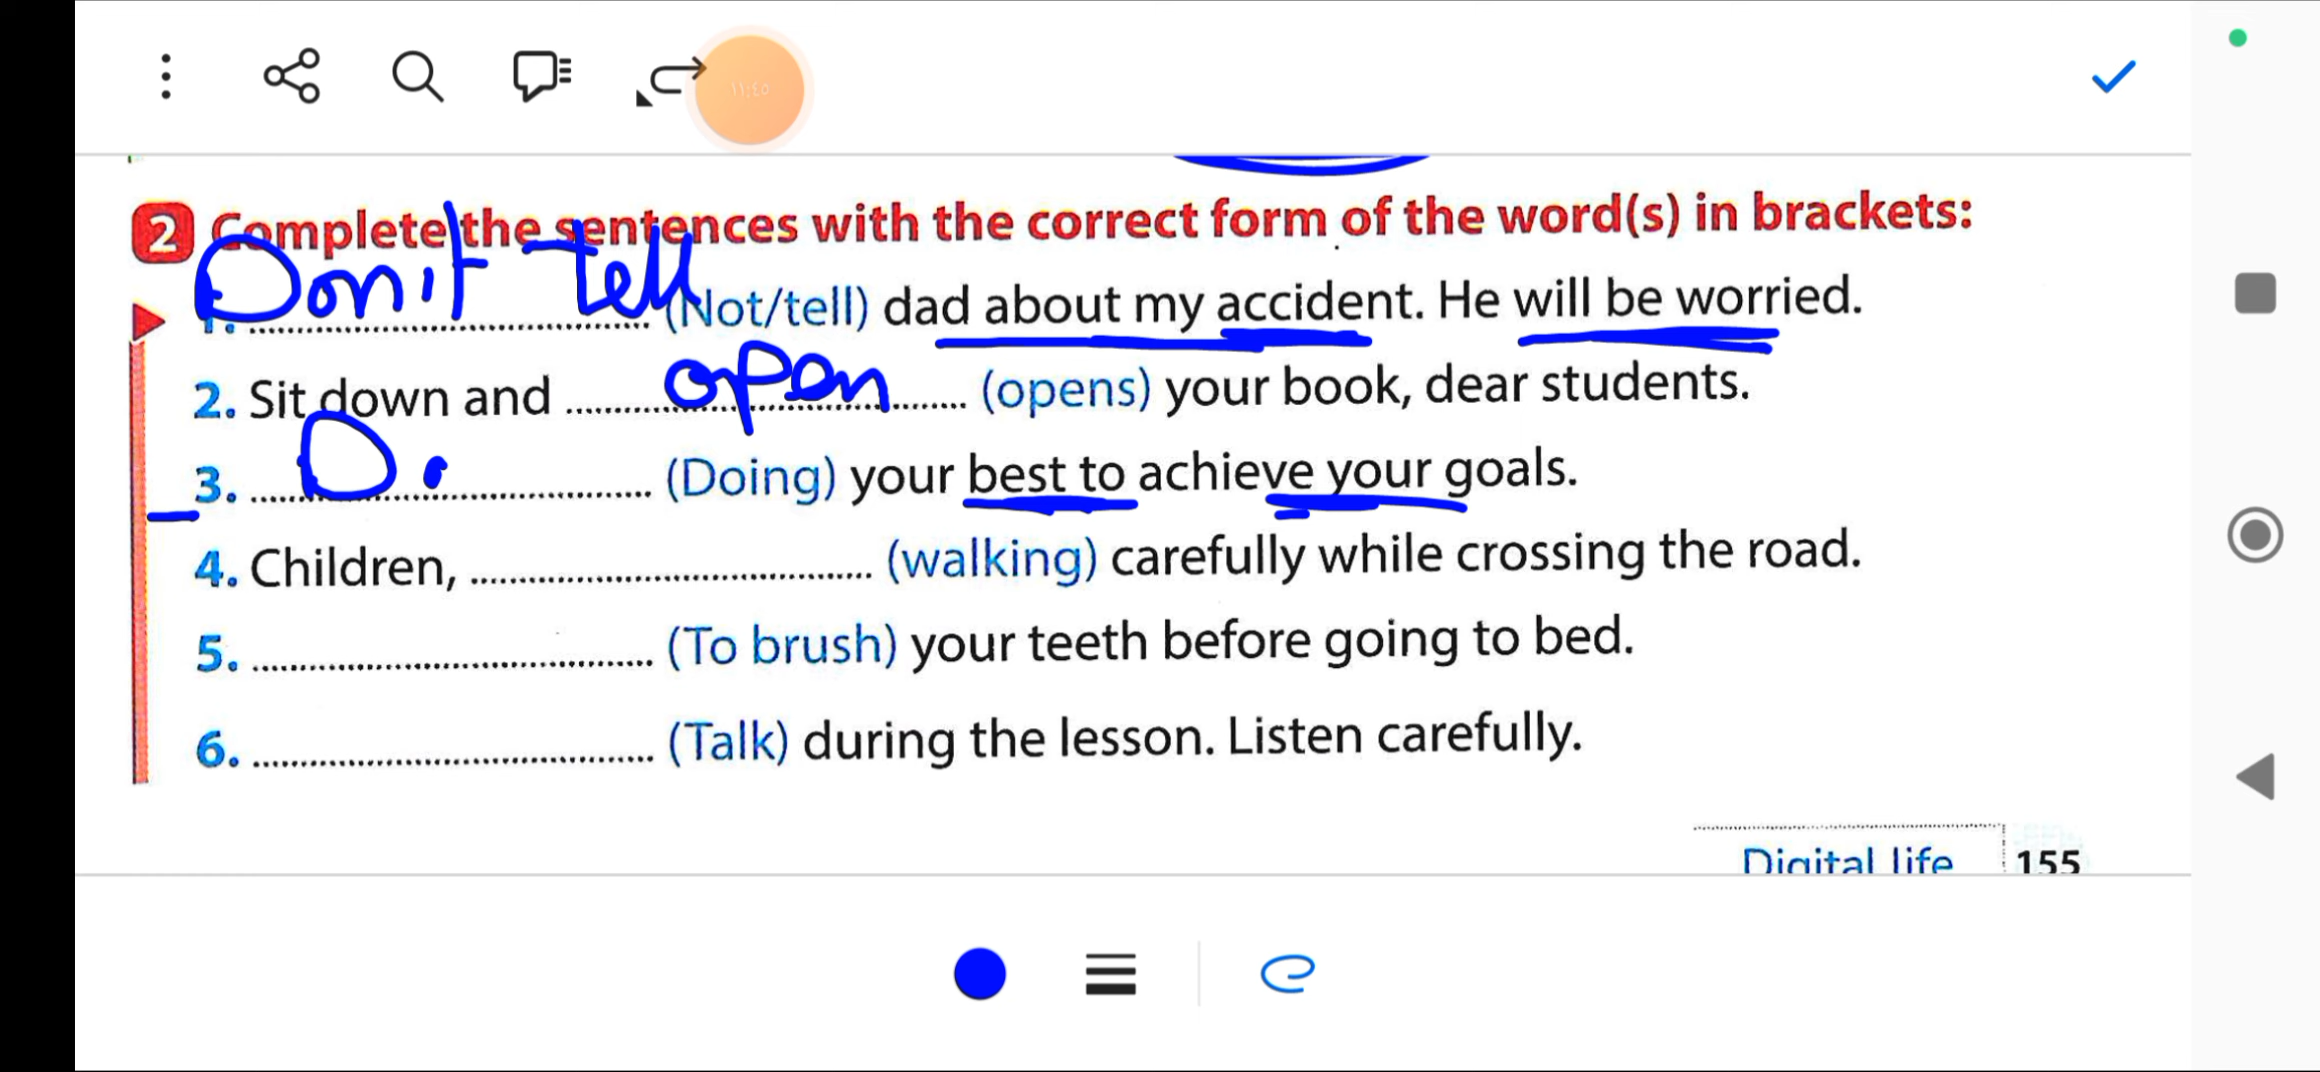 ١١:٤٥
2 Complete the sentences with the correct form of the word(s) in brackets:
Don't tell
1. (Not/tell) dad about my accident. He will be worried.
2. Sit down and open (opens) your book, dear students.
3. Do (Doing) your best to achieve your goals.
4. Children, (walking) carefully while crossing the road.
5. (To brush) your teeth before going to bed.
6. (Talk) during the lesson. Listen carefully.
Digital life 155